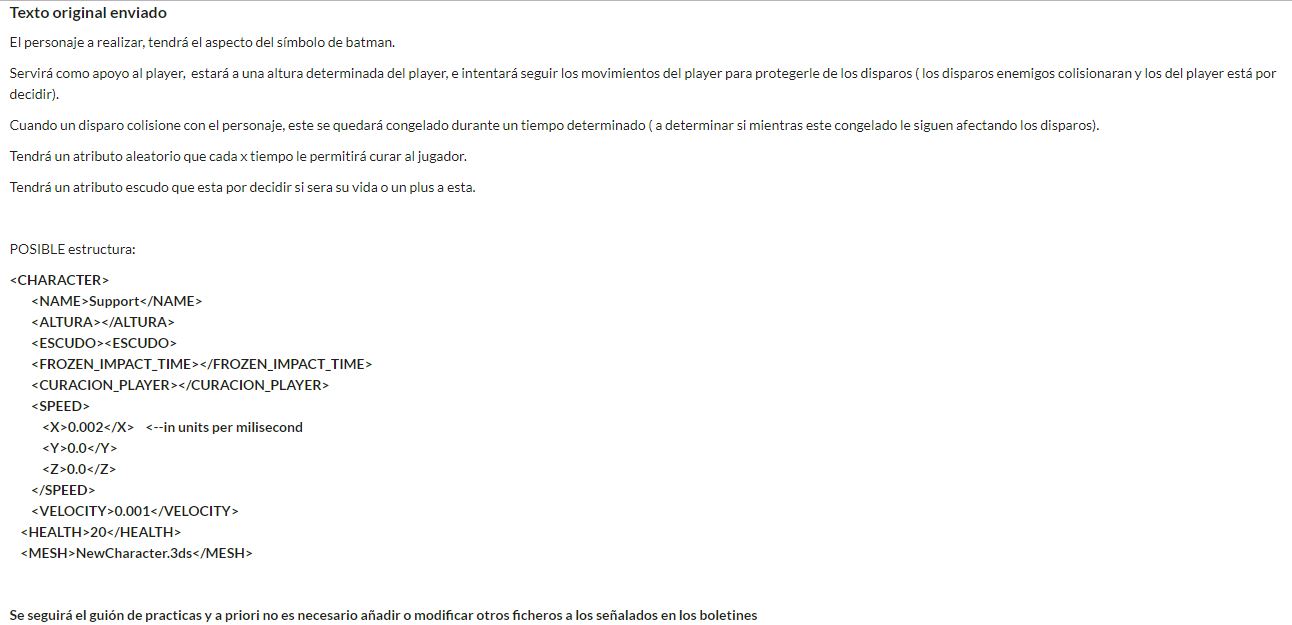 Texto original enviado
El personaje a realizar, tendrá el aspecto del símbolo de batman.
Servirá como apoyo al player,  estará a una altura determinada del player, e intentará seguir los movimientos del player para protegerle de los disparos ( los disparos enemigos colisionaran y los del player está por
decidir).
Cuando un disparo colisione con el personaje, este se quedará congelado durante un tiempo determinado ( a determinar si mientras este congelado le siguen afectando los disparos).
Tendrá un atributo aleatorio que cada x tiempo le permitirá curar al jugador.
Tendrá un atributo escudo que esta por decidir si sera su vida o un plus a esta.
POSIBLE estructura:
<CHARACTER>
<NAME>Support</NAME>
<ALTURA></ALTURA>
<ESCUDO><ESCUDO>
<FROZEN_IMPACT_TIME></FROZEN_IMPACT_TIME>
<CURACION_PLAYER></CURACION_PLAYER>
<SPEED>
<X>0.002</X>   <--in units per milisecond
<Y>0.0</Y>
<Z>0.0</Z>
</SPEED>
<VELOCITY>0.001</VELOCITY>
<HEALTH>20</HEALTH>
<MESH>NewCharacter.3ds</MESH>
Se seguirá el guión de practicas y a priori no es necesario añadir o modificar otros ficheros a los señalados en los boletines